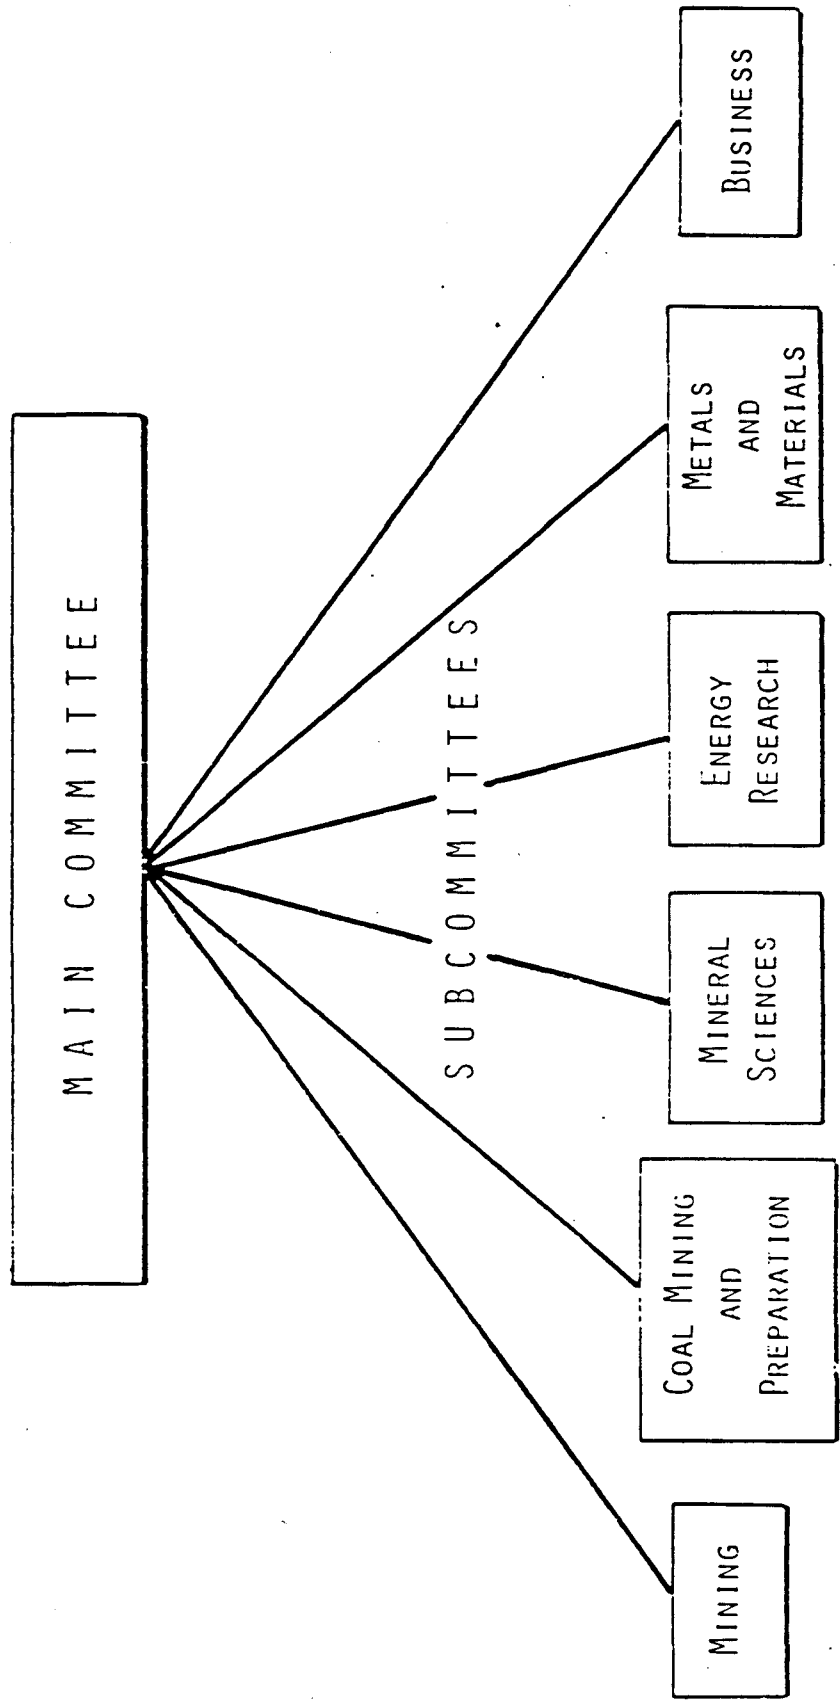 MAIN COMMITTEE
SUBCOMMITTEES
MINING
COAL MINING
AND
PREPARATION
MINERAL
SCIENCES
ENERGY
RESEARCH
METALS
AND
MATERIALS
BUSINESS